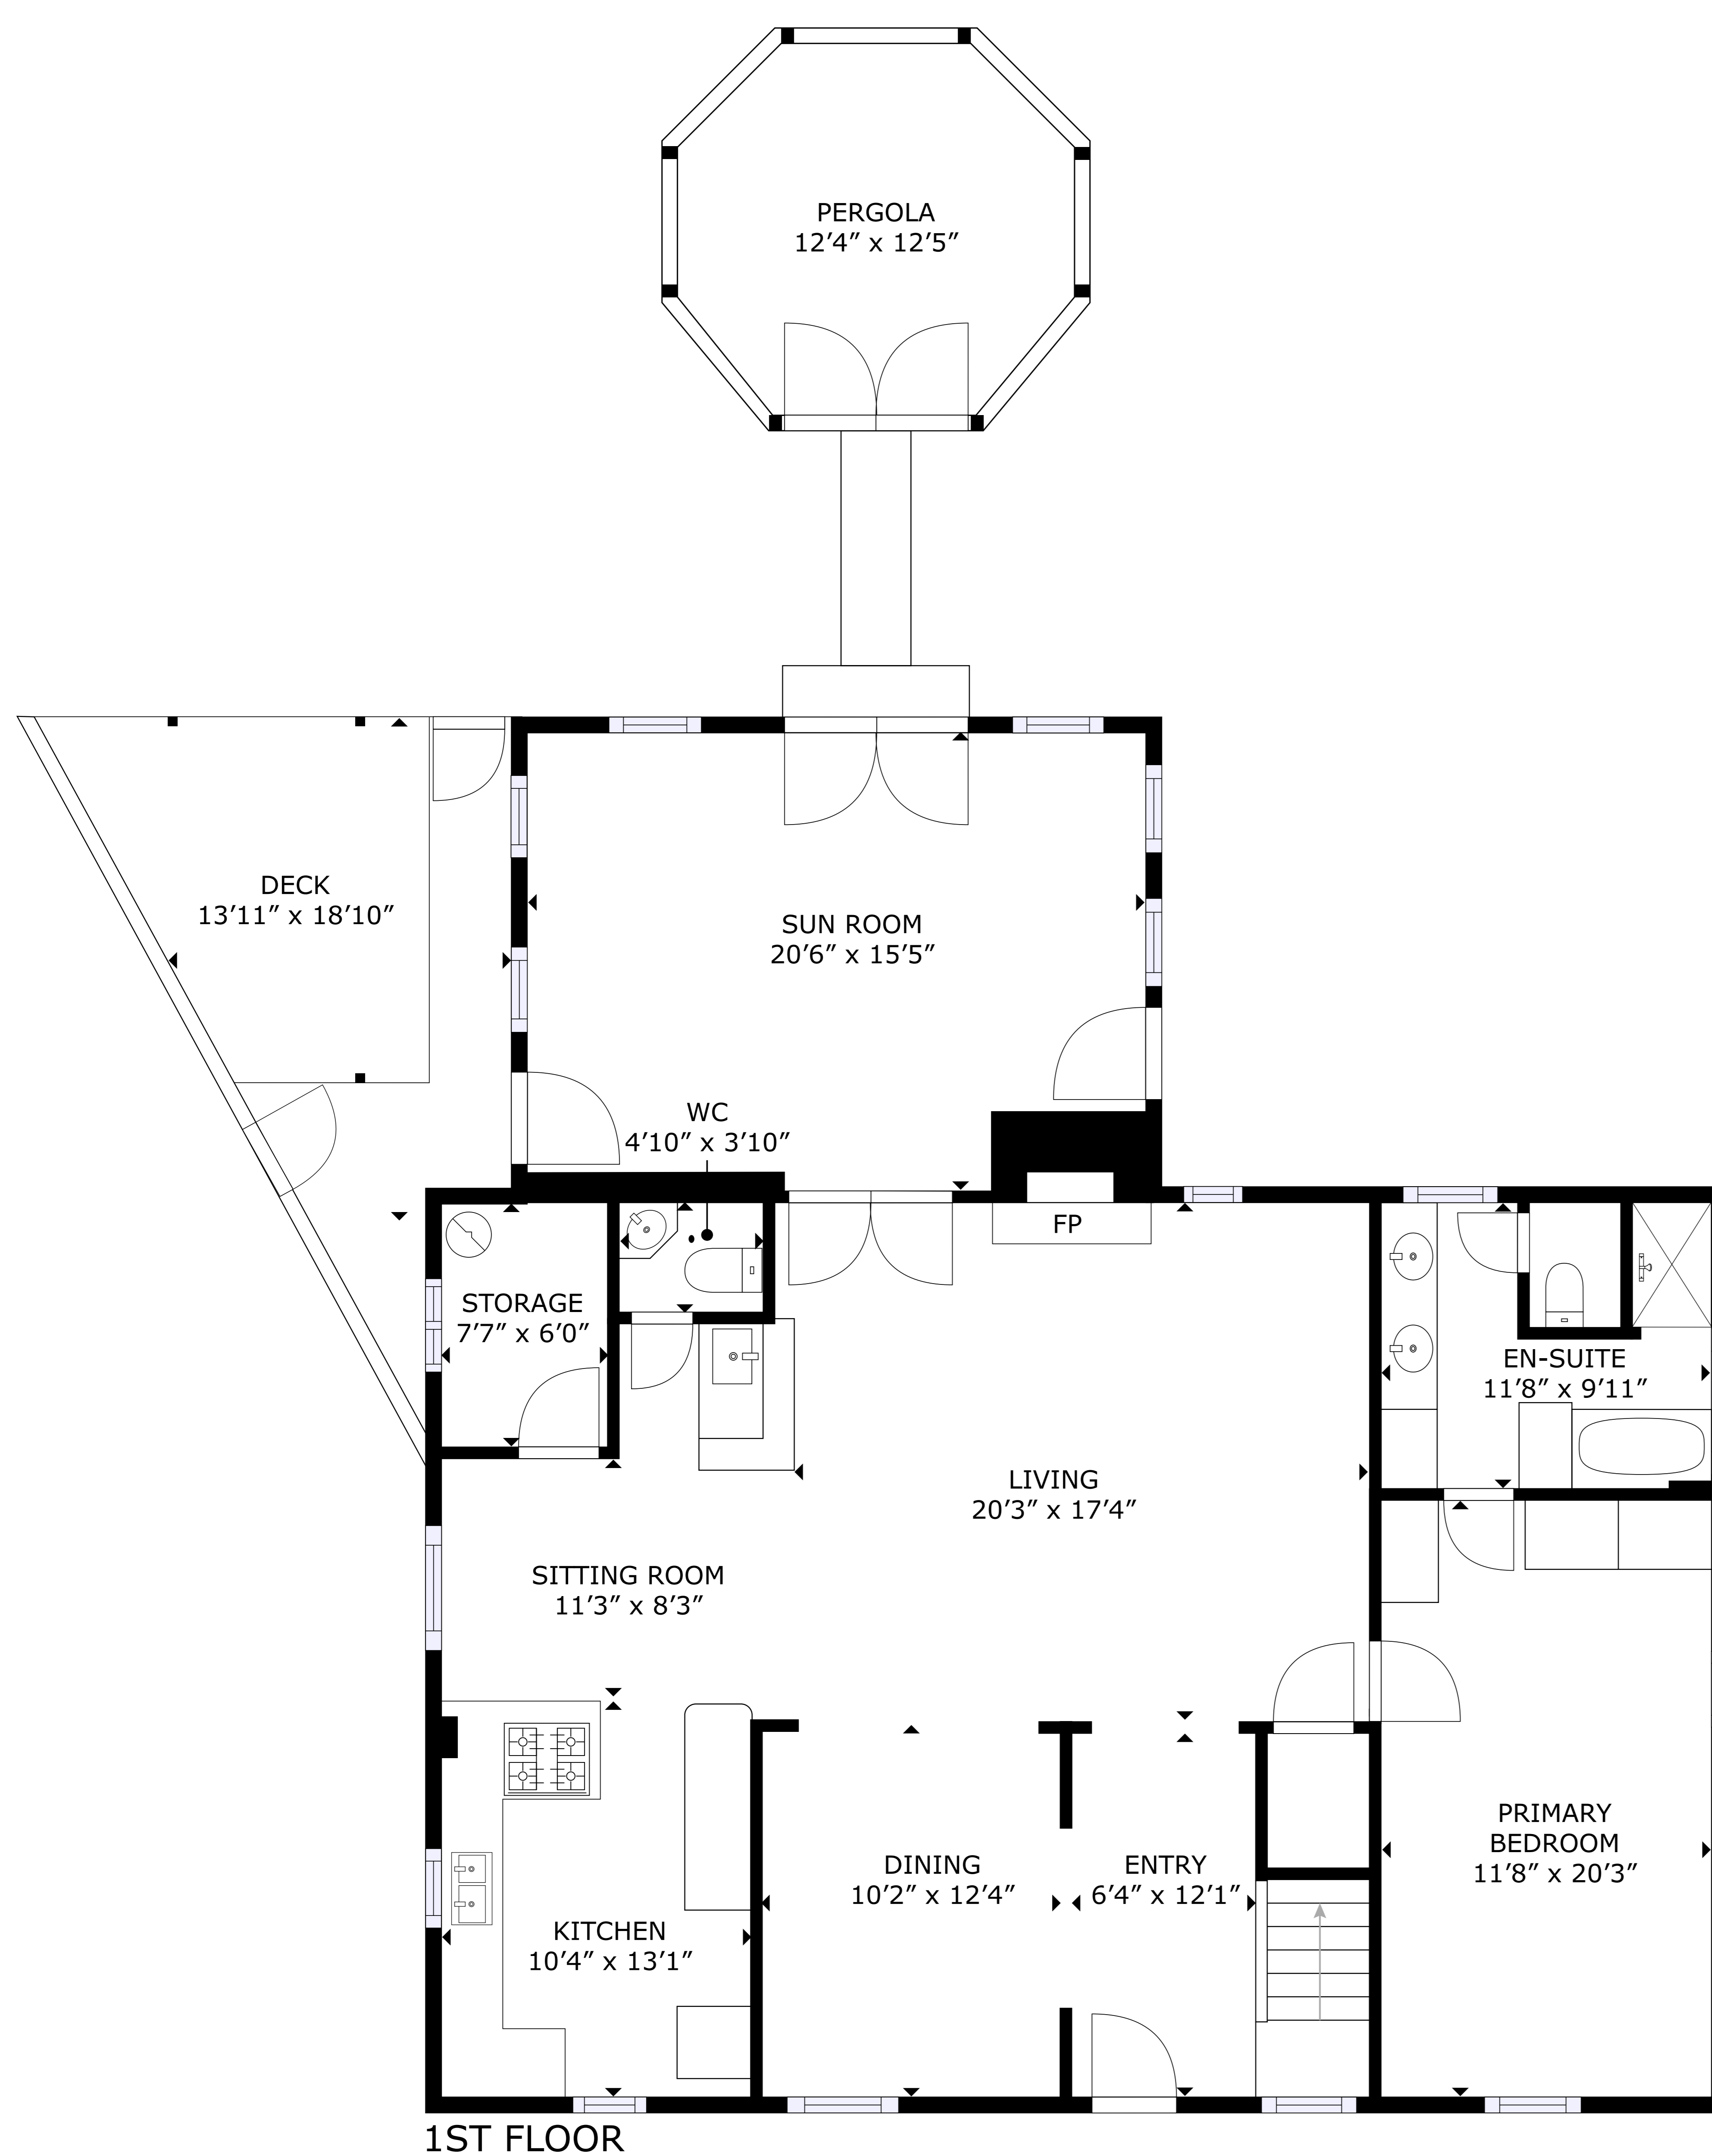 PERGOLA
12′4″ x 12′5″
DECK
13′11″ x 18′10″
SUN ROOM
20′6″ x 15′5″
WC
4′10″ x 3′10″
FP
STORAGE
7′7″ x 6′0″
EN-SUITE
11′8″ x 9′11″
LIVING
20′3″ x 17′4″
SITTING ROOM
11′3″ x 8′3″
PRIMARY
BEDROOM
11′8″ x 20′3″
DINING
10′2″ x 12′4″
ENTRY
6′4″ x 12′1″
KITCHEN
10′4″ x 13′1″
1ST FLOOR